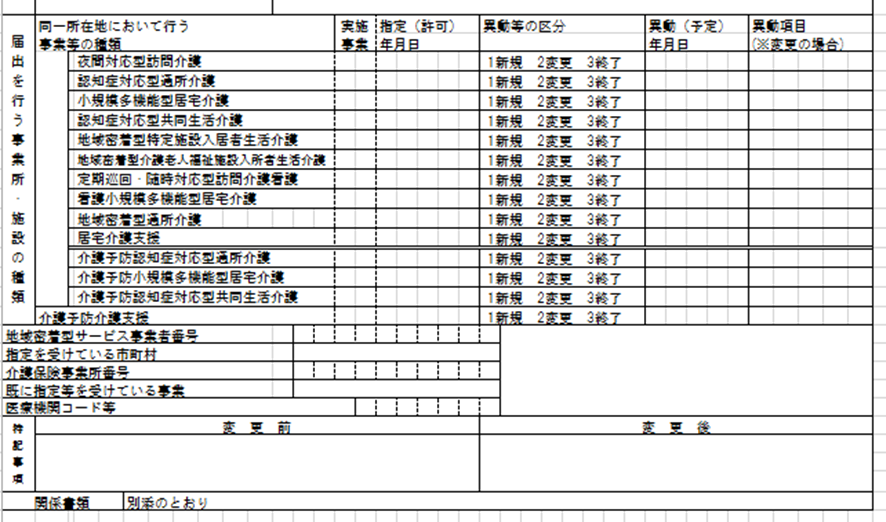 同一所在地において行う 実施 指定（許可） 異動等の区分 異動（予定） 異動項目
事業等の種類 事業 年月日 年月日 (※変更の場合)
届出を行う事業所・施設の種類
夜間対応型訪問介護 1新規 2変更 3終了
認知症対応型通所介護 1新規 2変更 3終了
小規模多機能型居宅介護 1新規 2変更 3終了
認知症対応型共同生活介護 1新規 2変更 3終了
地域密着型特定施設入居者生活介護 1新規 2変更 3終了
地域密着型介護老人福祉施設入所者生活介護 1新規 2変更 3終了
定期巡回・随時対応型訪問介護看護 1新規 2変更 3終了
看護小規模多機能型居宅介護 1新規 2変更 3終了
地域密着型通所介護 1新規 2変更 3終了
居宅介護支援 1新規 2変更 3終了
介護予防認知症対応型通所介護 1新規 2変更 3終了
介護予防小規模多機能型居宅介護 1新規 2変更 3終了
介護予防認知症対応型共同生活介護 1新規 2変更 3終了
介護予防介護支援 1新規 2変更 3終了
地域密着型サービス事業者番号
指定を受けている市町村
介護保険事業所番号
既に指定等を受けている事業
医療機関コード等
特記事項
変 更 前 変 更 後
関係書類 別添のとおり